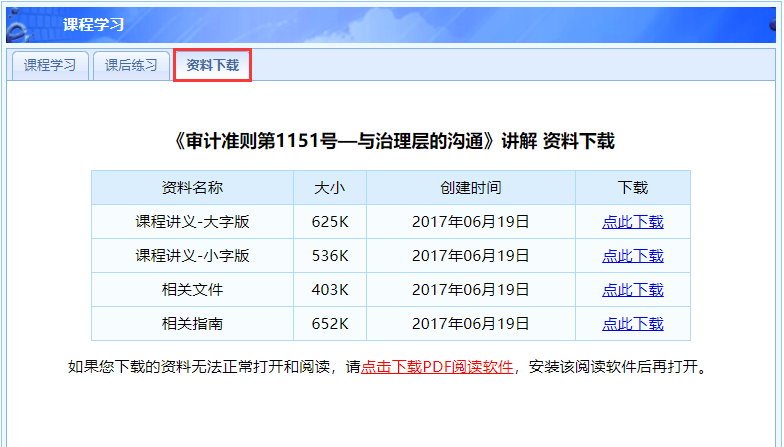 课程学习
课程学习 课后练习 资料下载
《审计准则第1151号—与治理层的沟通》讲解 资料下载
资料名称 大小 创建时间 下载
课程讲义-大字版 625K 2017年06月19日 点此下载
课程讲义-小字版 536K 2017年06月19日 点此下载
相关文件 403K 2017年06月19日 点此下载
相关指南 652K 2017年06月19日 点此下载
如果您下载的资料无法正常打开和阅读，请点击下载PDF阅读软件，安装该阅读软件后再打开。